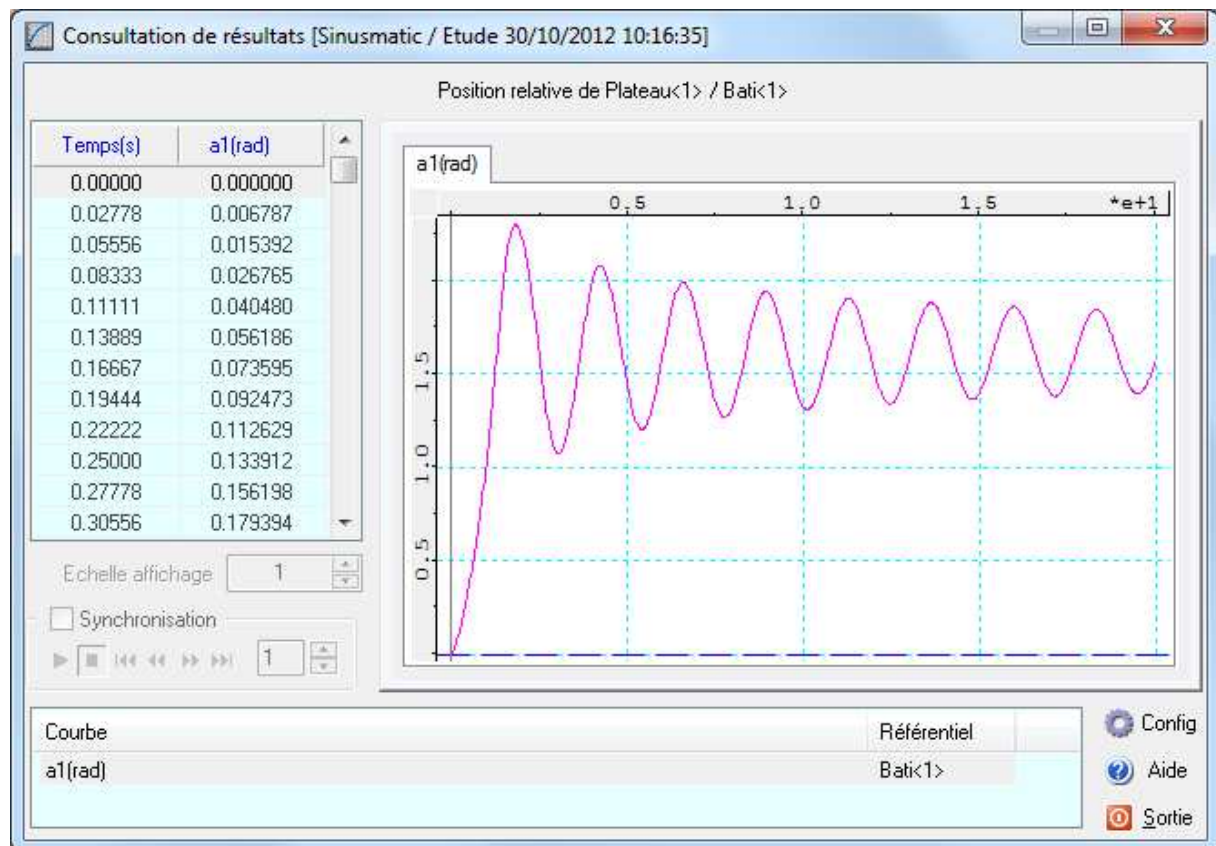 Consultation de résultats [Sinusmatic / Etude 30/10/2012 10:16:35]
Position relative de Plateau<1> / Bati<1>
Temps(s) a1(rad)
0.00000 0.000000
0.02778 0.006787
0.05556 0.015392
0.08333 0.026765
0.11111 0.040480
0.13889 0.056186
0.16667 0.073595
0.19444 0.092473
0.22222 0.112629
0.25000 0.133912
0.27778 0.156198
0.30556 0.179394
Echelle affichage 1
Synchronisation
1
a1(rad)
0,5 1,0 1,5 *e+1
1,5
1,0
0,5
Courbe Référentiel
a1(rad) Bati<1>
Config
Aide
Sortie